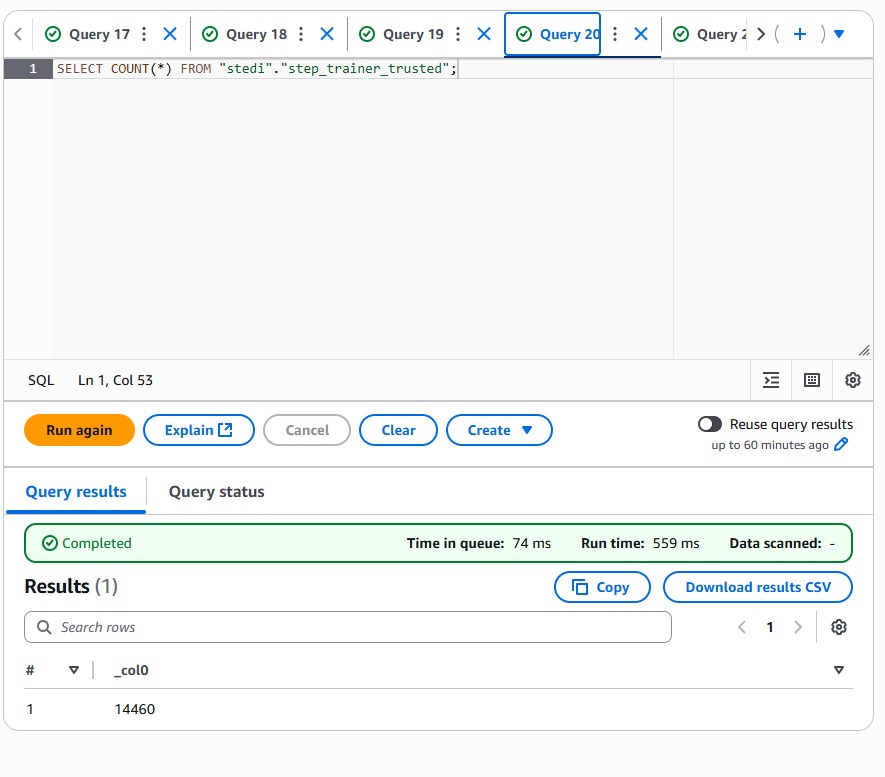 Query 17 Query 18 Query 19 Query 20 Query
1 SELECT COUNT(*) FROM "stedi"."step_trainer_trusted";
SQL Ln 1, Col 53
Run again Explain Cancel Clear Create Reuse query results
up to 60 minutes ago
Query results Query status
Completed Time in queue: 74 ms Run time: 559 ms Data scanned: -
Results (1) Copy Download results CSV
Search rows 1
# _col0
1 14460